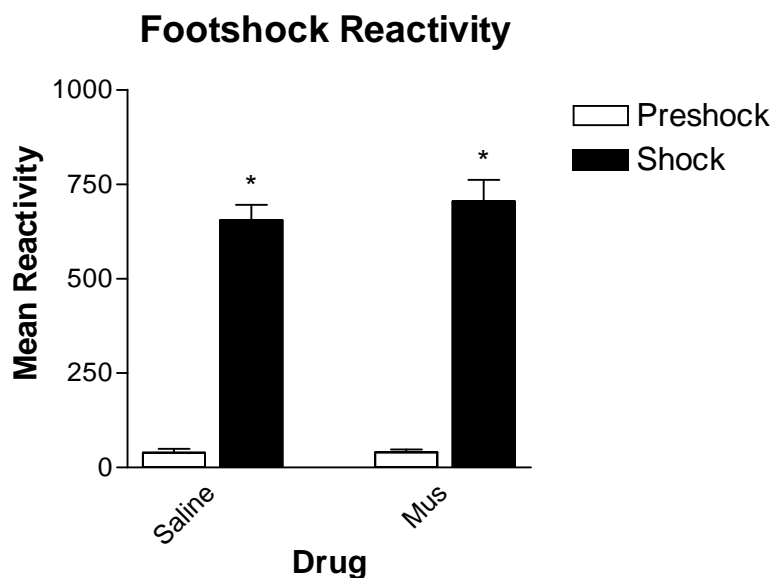 Footshock Reactivity
1000
750
500
250
0
Mean Reactivity
*
*
Preshock
Shock
Saline
Mus
Drug